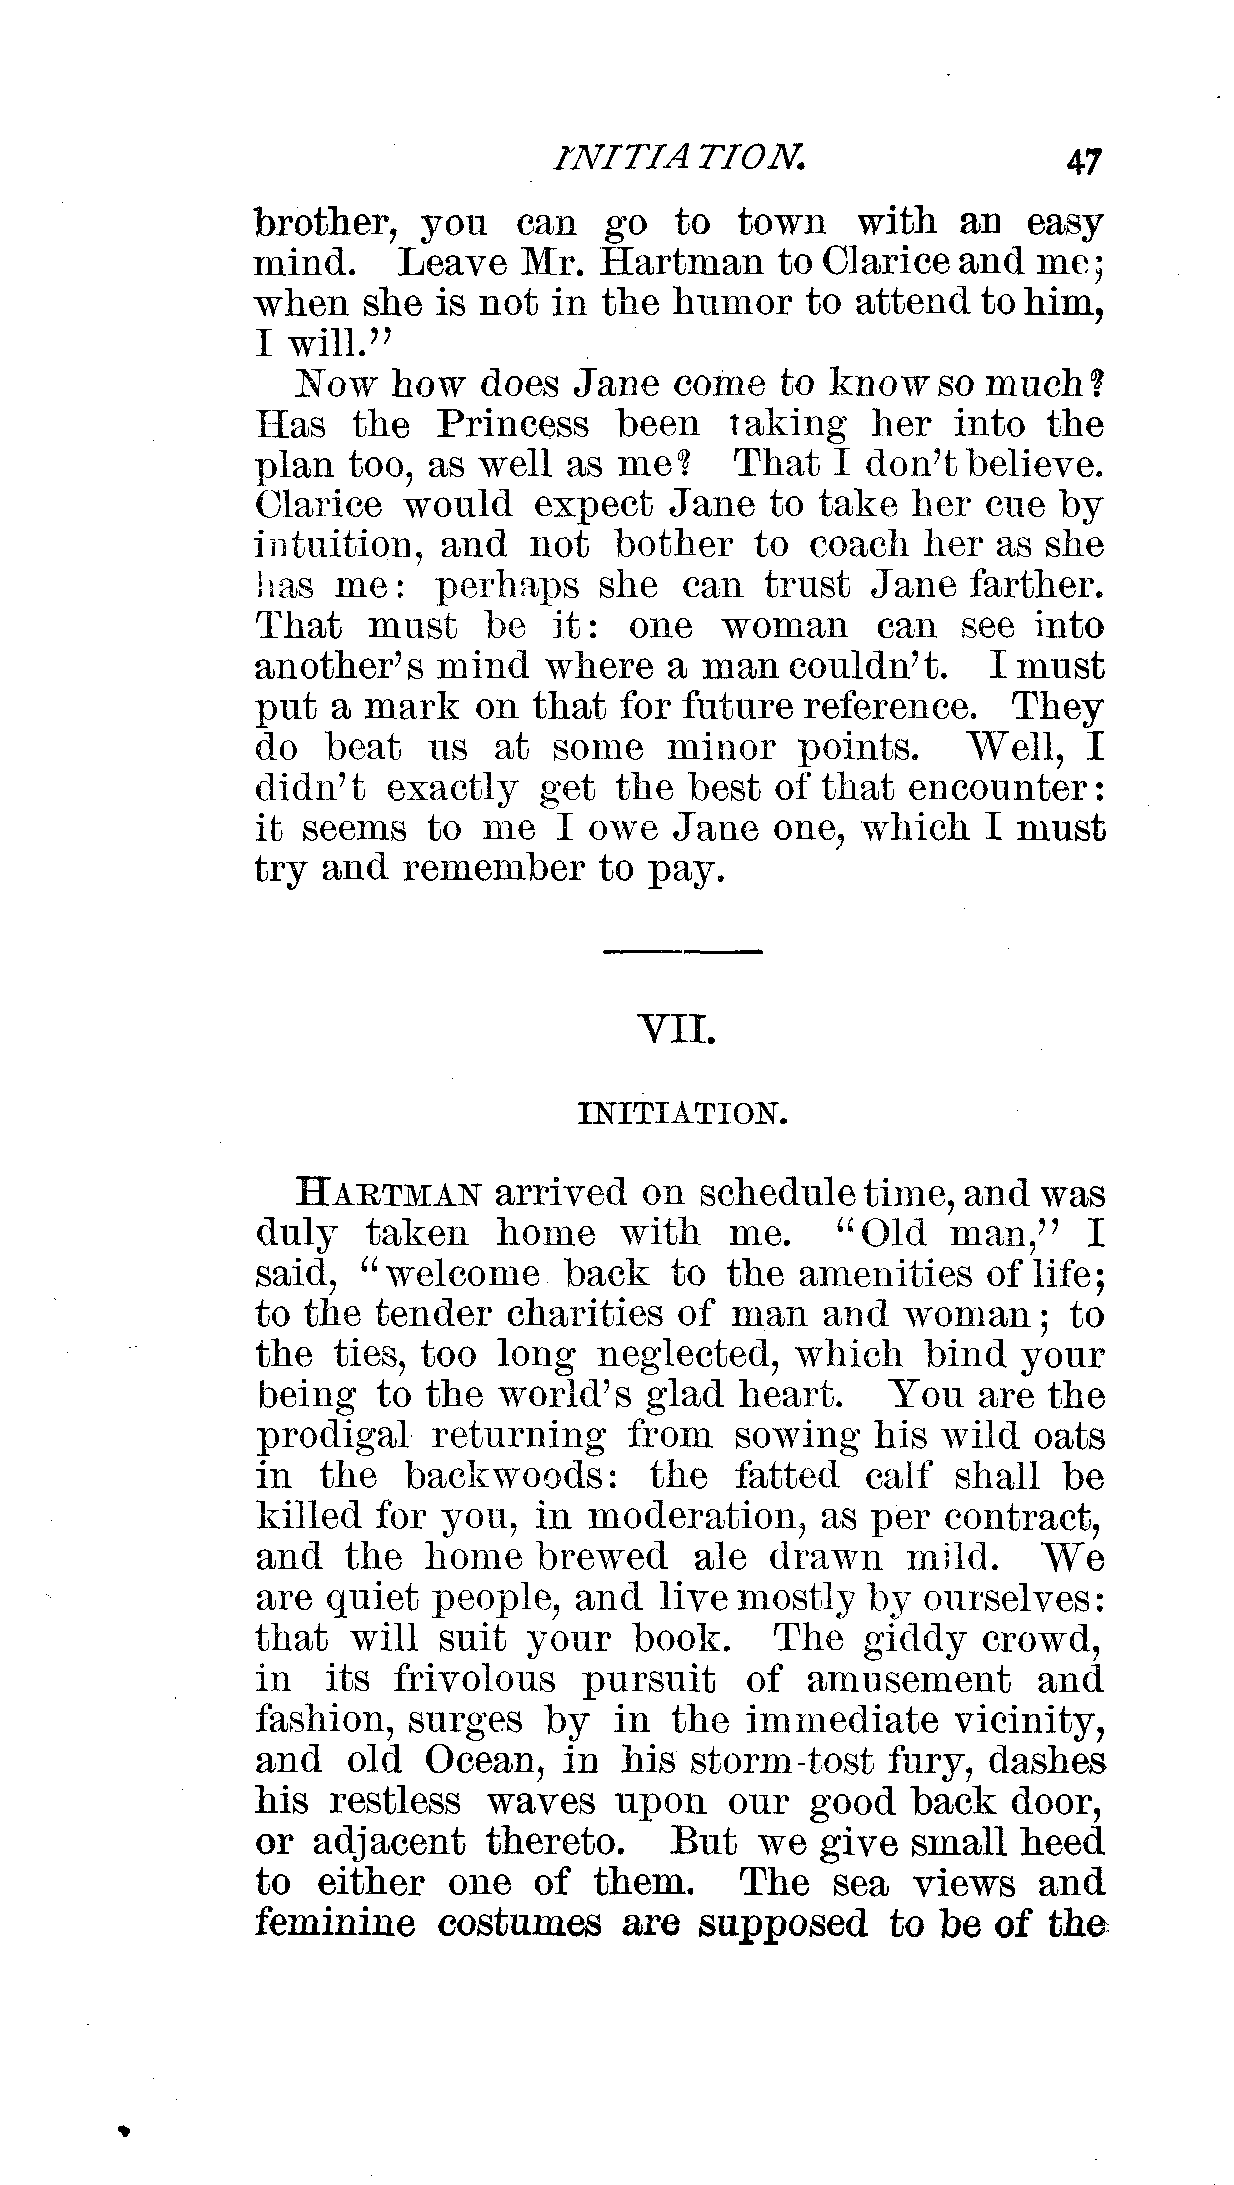 INITIATION. 47
brother, you can go to town with an easy
mind. Leave Mr. Hartman to Clarice and me;
when she is not in the humor to attend to him,
I will."
Now how does Jane come to know so much?
Has the Princess been taking her into the
plan too, as well as me? That I don't believe.
Clarice would expect Jane to take her cue by
intuition, and not bother to coach her as she
has me: perhaps she can trust Jane farther.
That must be it: one woman can see into
another's mind where a man couldn't. I must
put a mark on that for future reference. They
do beat us at some minor points. Well, I
didn't exactly get the best of that encounter:
it seems to me I owe Jane one, which I must
try and remember to pay.
VII.
INITIATION.
HARTMAN arrived on schedule time, and was
duly taken home with me. "Old man," I
said, "welcome back to the amenities of life;
to the tender charities of man and woman; to
the ties, too long neglected, which bind your
being to the world's glad heart. You are the
prodigal returning from sowing his wild oats
in the backwoods: the fatted calf shall be
killed for you, in moderation, as per contract,
and the home brewed ale drawn mild. We
are quiet people, and live mostly by ourselves:
that will suit your book. The giddy crowd,
in its frivolous pursuit of amusement and
fashion, surges by in the immediate vicinity,
and old Ocean, in his storm-tost fury, dashes
his restless waves upon our good back door,
or adjacent thereto. But we give small heed
to either one of them. The sea views and
feminine costumes are supposed to be of the